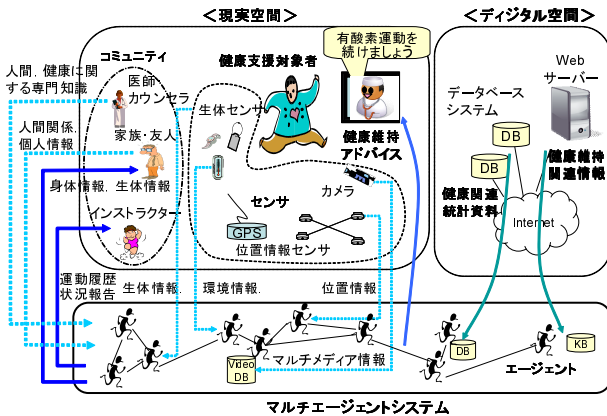 ＜現実空間＞
＜ディジタル空間＞
コミュニティ
人間、健康に関
する専門知識
医師・
カウンセラ
人間関係、
個人情報
家族・友人
身体情報、生体情報
インストラクター
運動履歴
状況報告
健康支援対象者
有酸素運動を
続けましょう
生体センサ
健康維持
アドバイス
カメラ
センサ
GPS
位置情報センサ
生体情報、
環境情報、
位置情報
Web
サーバー
データベース
システム
DB
DB
健康維持
関連情報
健康関連
統計資料
Internet
Video
DB
マルチメディア情報
DB
KB
エージェント
マルチエージェントシステム